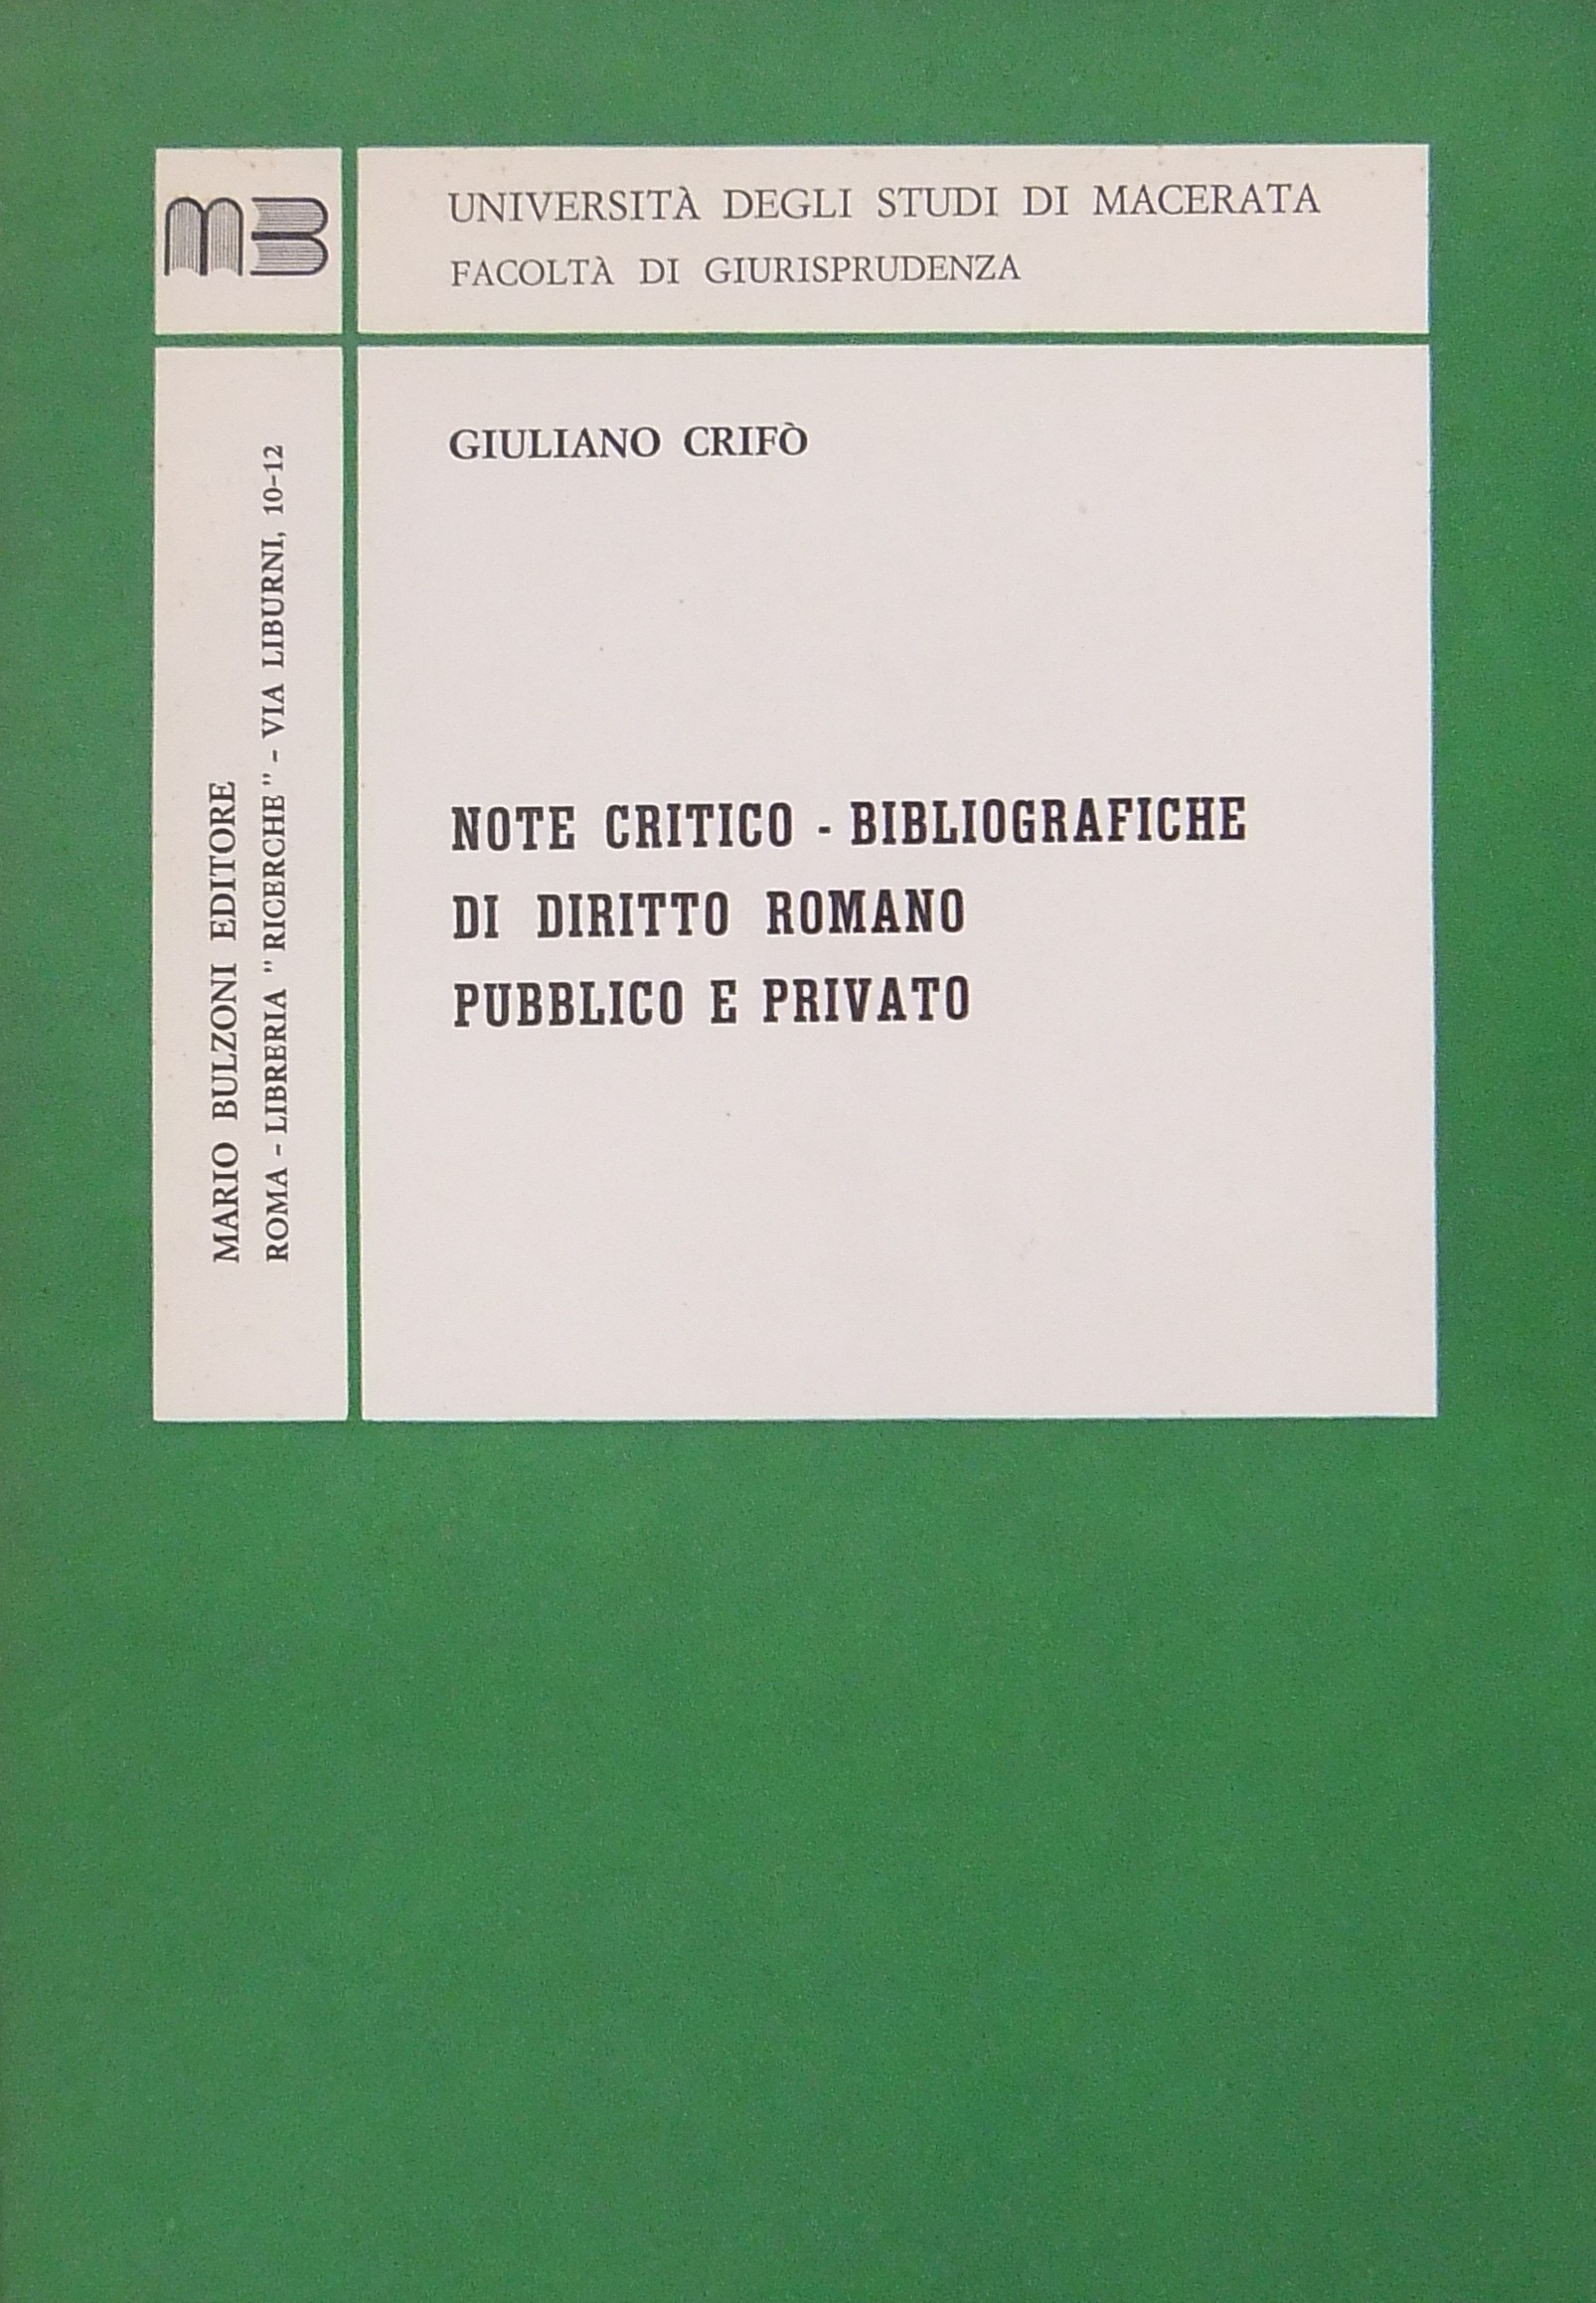 MB
UNIVERSITÀ DEGLI STUDI DI MACERATA
FACOLTÀ DI GIURISPRUDENZA
GIULIANO CRIFÒ
NOTE CRITICO - BIBLIOGRAFICHE
DI DIRITTO ROMANO
PUBBLICO E PRIVATO
MARIO BULZONI EDITORE
ROMA - LIBRERIA "RICERCHE" - VIA LIBURNI, 10-12